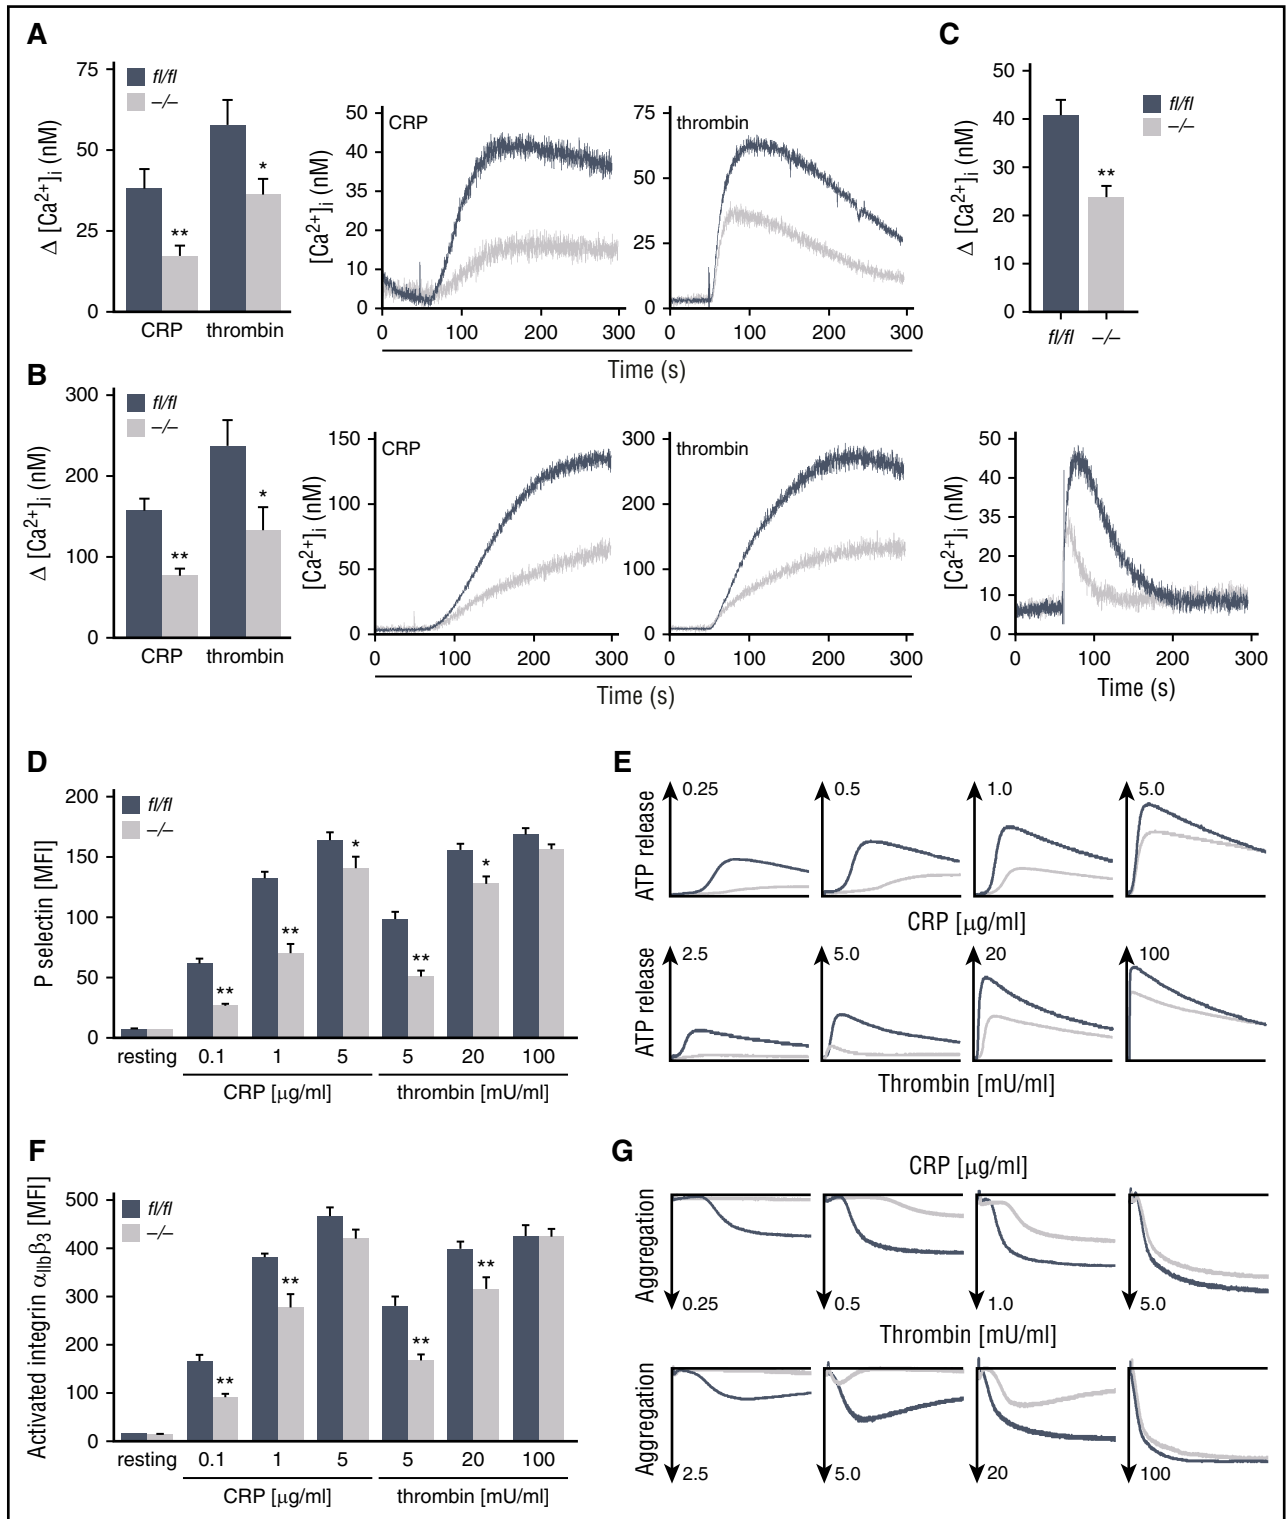 A
Δ [Ca2+]i (nM)
75
50
25
0
fl/fl
–/–
**
*
CRP thrombin
[Ca2+]i (nM)
50
40
35
20
10
0
CRP
0 100 200 300
75
50
25
0
thrombin
0 100 200 300
Time (s)
C
Δ [Ca2+]i (nM)
50
40
30
20
10
0
fl/fl
–/–
**
fl/fl –/–
B
Δ [Ca2+]i (nM)
300
200
100
0
fl/fl
–/–
**
*
CRP thrombin
[Ca2+]i (nM)
150
100
50
0
CRP
0 100 200 300
300
200
100
0
thrombin
0 100 200 300
Time (s)
[Ca2+]i (nM)
50
40
35
20
10
0
0 100 200 300
Time (s)
D
P selectin [MFI]
200
150
100
50
0
fl/fl
–/–
**
**
*
**
*
resting 0.1 1 5 5 20 100
CRP [μg/ml] thrombin [mU/ml]
E
ATP release
0.25 0.5 1.0 5.0
CRP [μg/ml]
ATP release
2.5 5.0 20 100
Thrombin [mU/ml]
F
Activated integrin αIIbβ3 [MFI]
500
400
300
200
100
0
fl/fl
–/–
**
**
**
**
resting 0.1 1 5 5 20 100
CRP [μg/ml] thrombin [mU/ml]
G
CRP [μg/ml]
Aggregation
0.25 0.5 1.0 5.0
Thrombin [mU/ml]
Aggregation
2.5 5.0 20 100